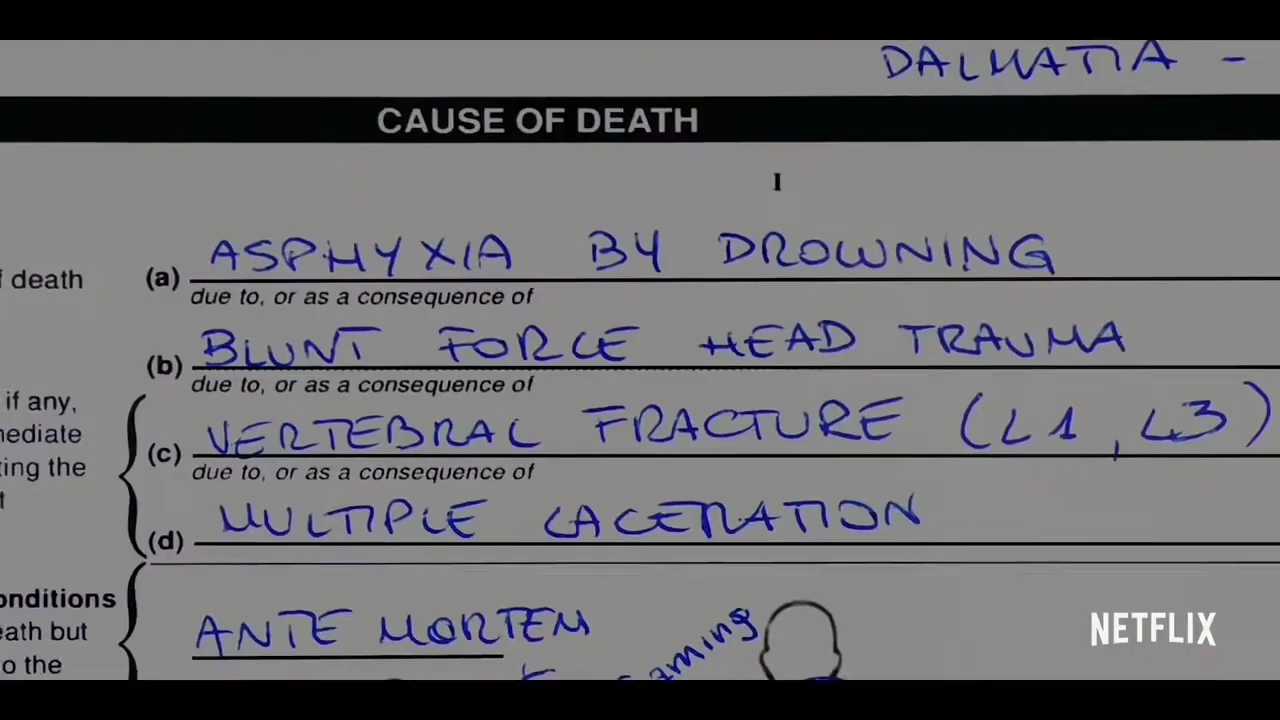 DALMATIA -
CAUSE OF DEATH
I
ASPHYXIA BY DROWNING
f death (a)
due to, or as a consequence of
BLUNT FORCE HEAD TRAUMA
(b)
due to, or as a consequence of
if any,
mediate
VERTEBRAL FRACTURE (L1, L3)
ting the (c)
due to, or as a consequence of
t
MULTIPLE LACERATION
(d)
onditions
eath but
o the
ANTE MORTEM
NETFLIX